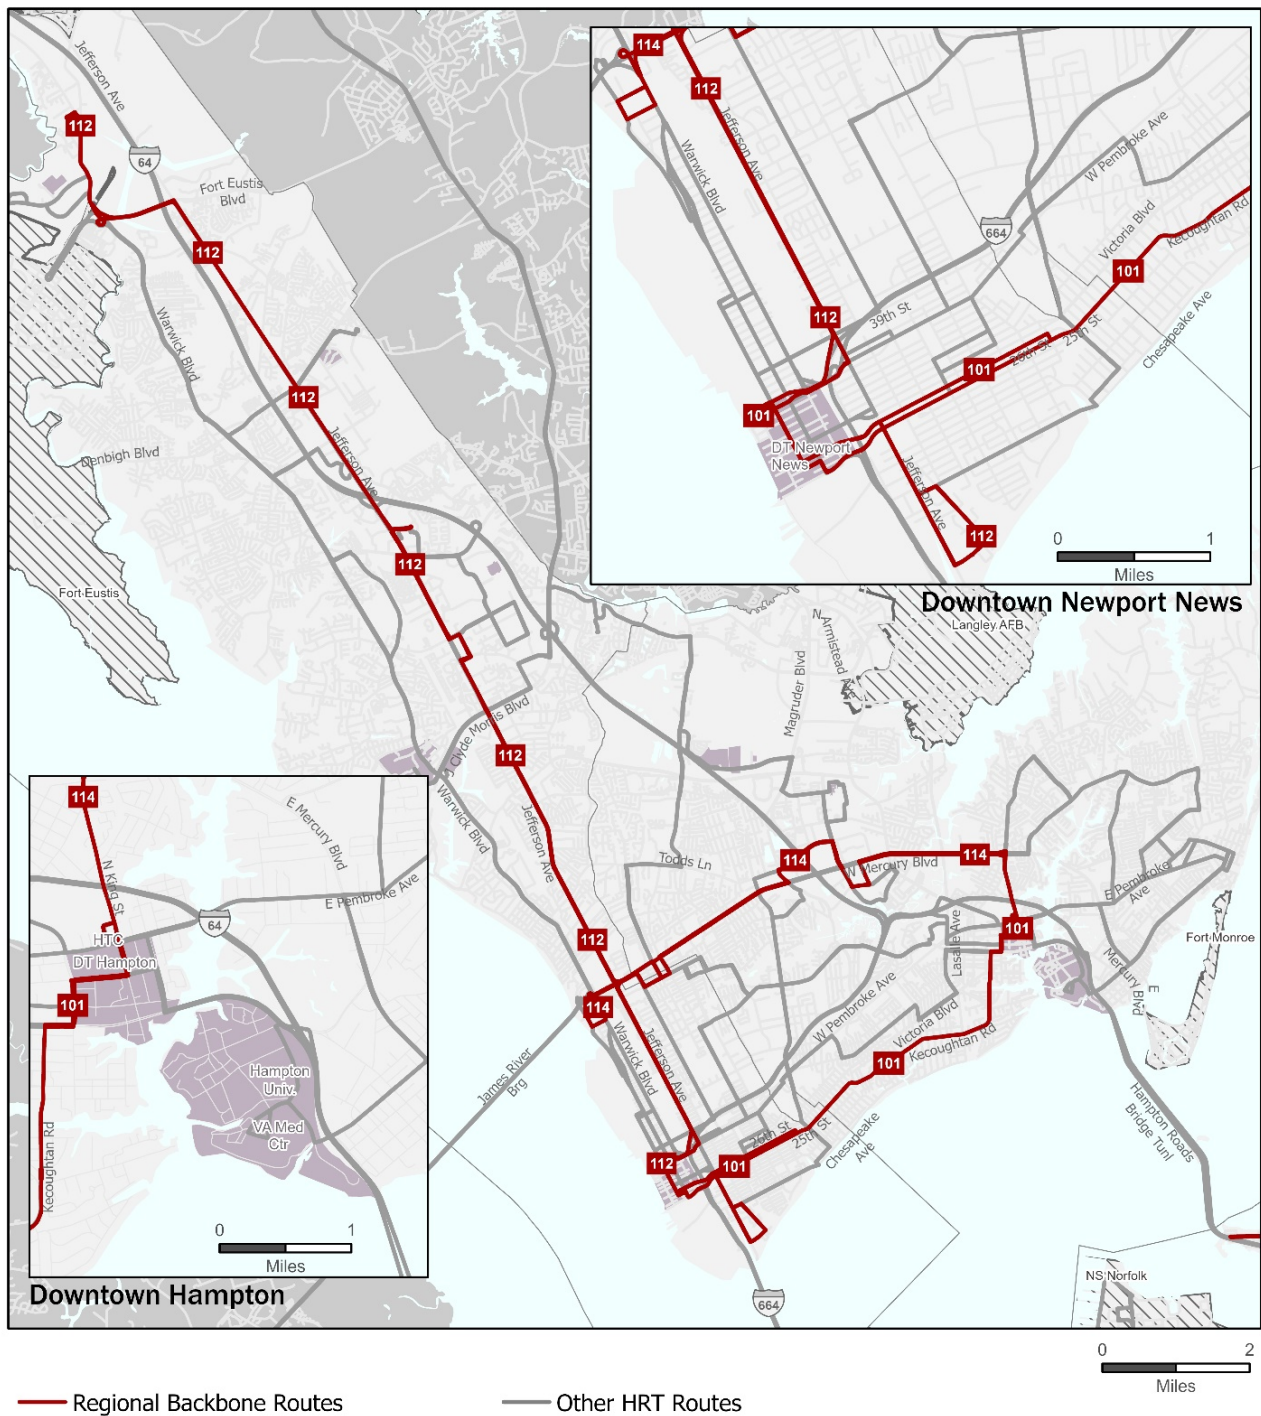 Jefferson Ave
112
64
Fort Eustis
Blvd
112
Warwick Blvd
112
Jefferson Ave
Denbigh Blvd
112
Fort Eustis
114
112
Jefferson Ave
Warwick Blvd
W Pembroke Ave
664
Victoria Blvd
Kecoughtan Rd
101
112
39th St
Chesapeake Ave
26th St
25th St
101
101
DT Newport
News
Jefferson Ave
112
0
1
Miles
Downtown Newport News
Langley AFB
N Armistead Ave
Magruder Blvd
J Clyde Morris Blvd
112
Warwick Blvd
Jefferson Ave
Todds Ln
114
W Mercury Blvd
114
E Pembroke
Ave
112
Lasalle Ave
101
Fort Monroe
E
Mercury
Blvd
114
W Pembroke Ave
Victoria Blvd
Kecoughtan Rd
101
Warwick Blvd
Jefferson Ave
James River
Brg
26th St
25th St
Chesapeake
Ave
112
101
Hampton Roads
Bridge Tunl
NS Norfolk
664
114
E Mercury Blvd
N King St
E Pembroke Ave
64
HTC
DT Hampton
101
Hampton
Univ.
VA Med
Ctr
Kecoughtan Rd
0
1
Miles
Downtown Hampton
0
2
Miles
Regional Backbone Routes
Other HRT Routes